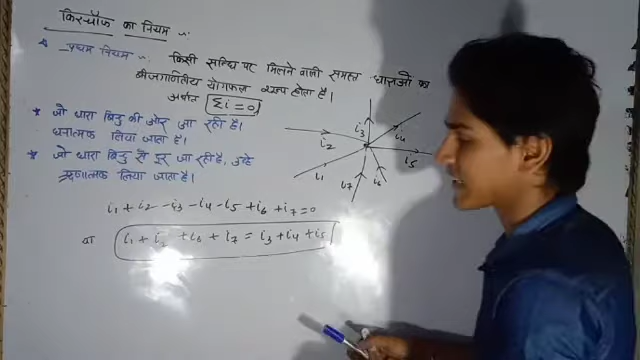 किरचॉफ का नियम :-
प्रथम नियम :- किसी सन्धि पर मिलने वाली समस्त धाराओं का
बीजगाणितीय योगफल शून्य होता है।
अर्थात Σi = 0
* जो धारा बिंदु की ओर आ रही है।
धनात्मक लिया जाता है।
* जो धारा बिंदु से दूर जा रही है, उन्हे
ऋणात्मक लिया जाता है।
i₁ + i₂ - i₃ - i₄ - i₅ + i₆ + i₇ = 0
या i₁ + i₂ + i₆ + i₇ = i₃ + i₄ + i₅
i₃
i₄
i₂
i₅
i₁
i₇
i₆